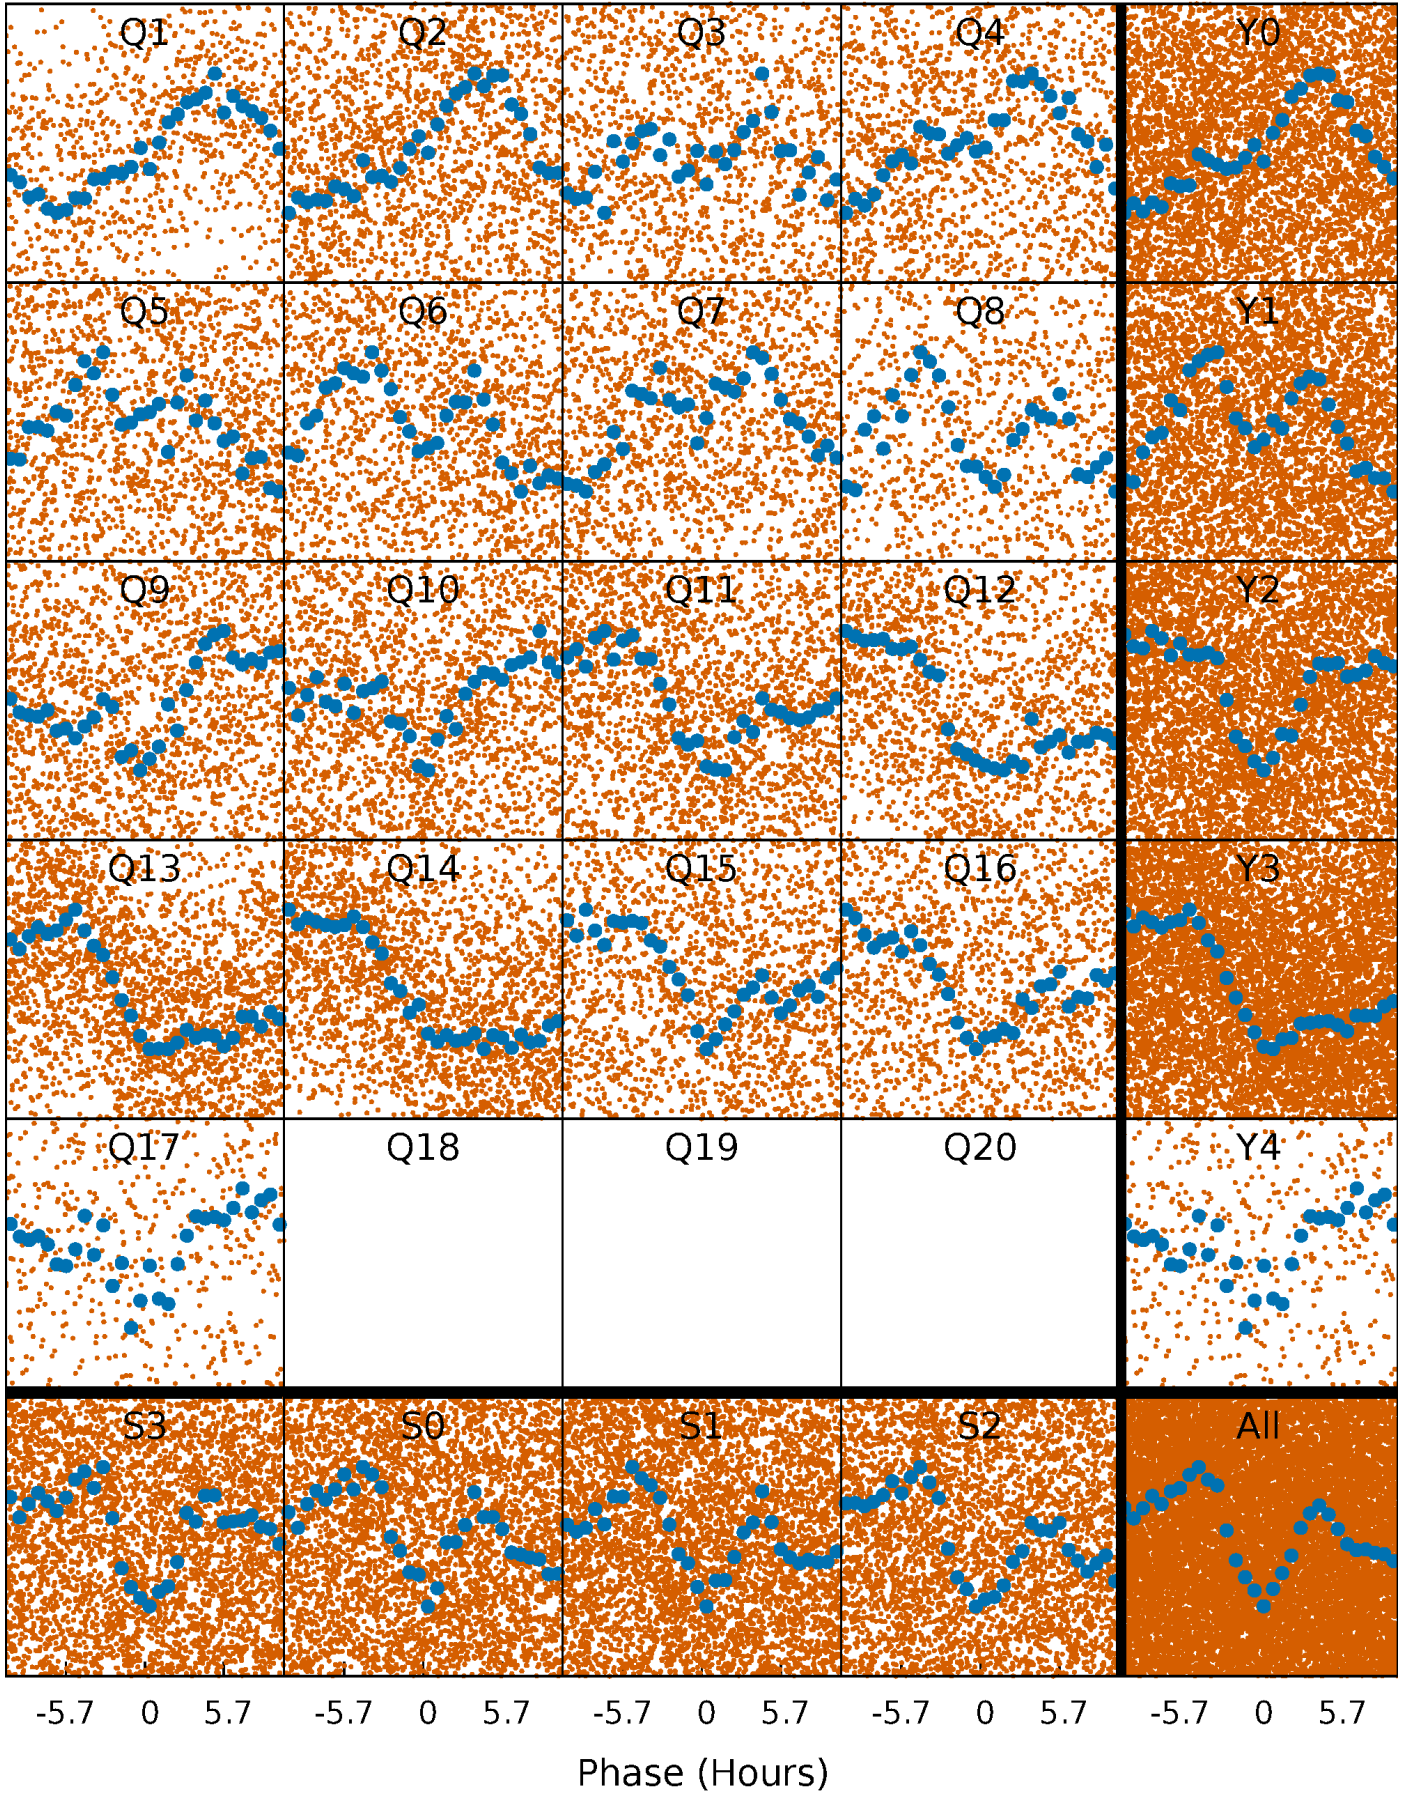 Q1 Q2 Q3 Q4 Y0
Q5 Q6 Q7 Q8 Y1
Q9 Q10 Q11 Q12 Y2
Q13 Q14 Q15 Q16 Y3
Q17 Q18 Q19 Q20 Y4
S3 S0 S1 S2 All
-5.7 0 5.7 -5.7 0 5.7 -5.7 0 5.7 -5.7 0 5.7 -5.7 0 5.7
Phase (Hours)